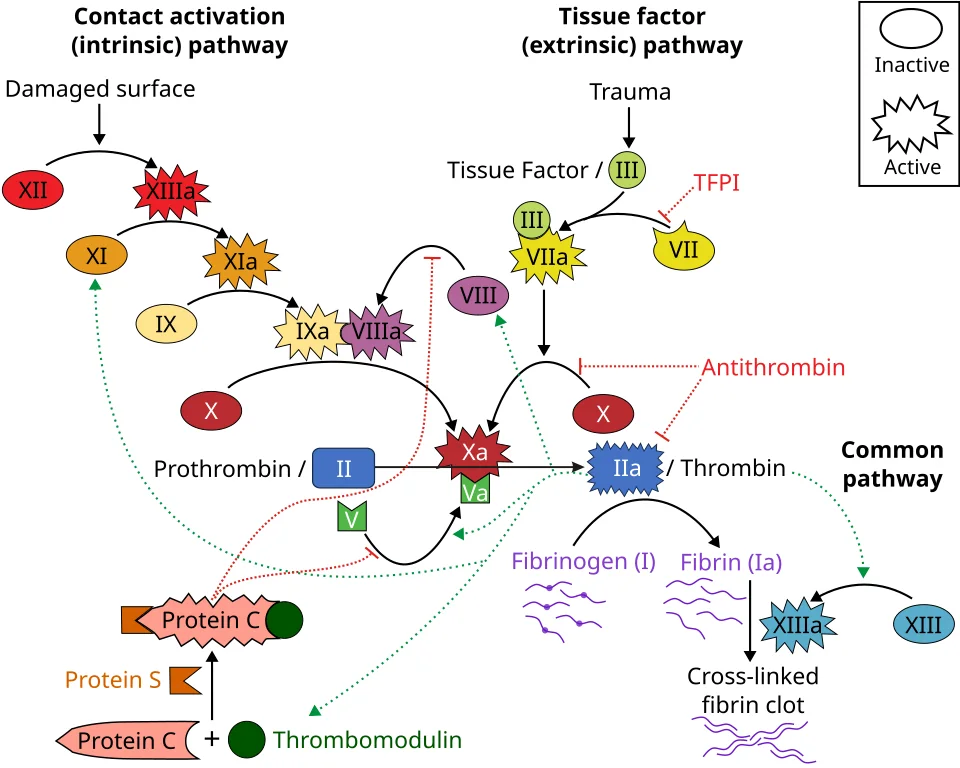 Contact activation
(intrinsic) pathway
Tissue factor
(extrinsic) pathway
Inactive
Active
Damaged surface
Trauma
Tissue Factor /
III
TFPI
XII
XIIIa
III
VII
XI
XIa
VIIa
VIII
IX
IXa
VIIIa
Antithrombin
X
X
Prothrombin /
II
Xa
Va
IIa
/ Thrombin
Common
pathway
V
Fibrinogen (I)
Fibrin (Ia)
Protein C
XIIIa
XIII
Protein S
Cross-linked
fibrin clot
Protein C
+
Thrombomodulin